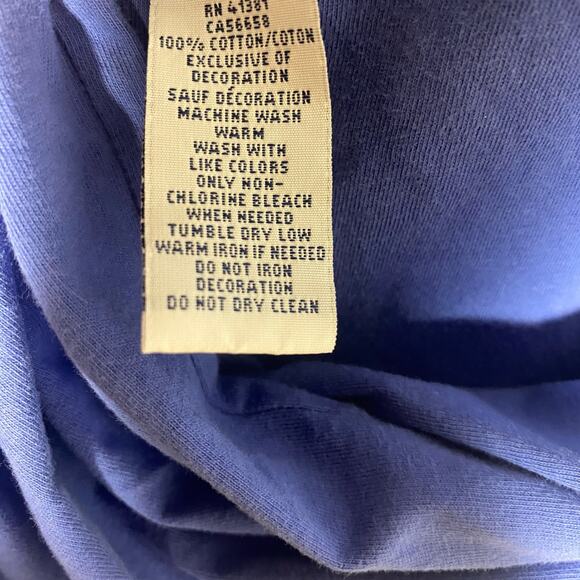 RN 41381
CA56658
100% COTTON/COTON
EXCLUSIVE OF
DECORATION
SAUF DÉCORATION
MACHINE WASH
WARM
WASH WITH
LIKE COLORS
ONLY NON-
CHLORINE BLEACH
WHEN NEEDED
TUMBLE DRY LOW
WARM IRON IF NEEDED
DO NOT IRON
DECORATION
DO NOT DRY CLEAN